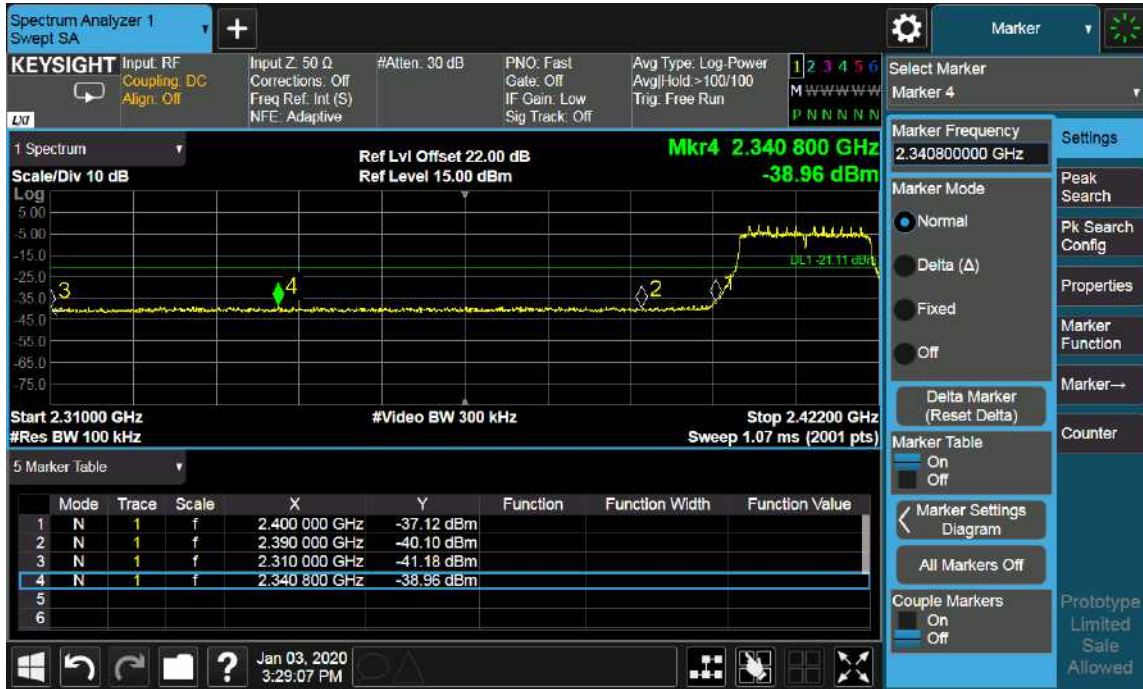 Spectrum Analyzer 1
Swept SA
+
Marker
KEYSIGHT
LXI
Input: RF
Coupling: DC
Align: Off
Input Z: 50 Ω
Corrections: Off
Freq Ref: Int (S)
NFE: Adaptive
#Atten: 30 dB
PNO: Fast
Gate: Off
IF Gain: Low
Sig Track: Off
Avg Type: Log-Power
Avg|Hold:>100/100
Trig: Free Run
1 2 3 4 5 6
M W W W W W
P N N N N N
Select Marker
Marker 4
1 Spectrum
Scale/Div 10 dB
Ref Lvl Offset 22.00 dB
Ref Level 15.00 dBm
Mkr4 2.340 800 GHz
-38.96 dBm
Log
5.00
-5.00
-15.0
-25.0
-35.0
-45.0
-55.0
-65.0
-75.0
DL1 -21.11 dBm
3
4
2
1
Start 2.31000 GHz
#Res BW 100 kHz
#Video BW 300 kHz
Stop 2.42200 GHz
Sweep 1.07 ms (2001 pts)
5 Marker Table
Mode Trace Scale X Y Function Function Width Function Value
1 N 1 f 2.400 000 GHz -37.12 dBm
2 N 1 f 2.390 000 GHz -40.10 dBm
3 N 1 f 2.310 000 GHz -41.18 dBm
4 N 1 f 2.340 800 GHz -38.96 dBm
5
6
Marker Frequency
2.340800000 GHz
Marker Mode
Normal
Delta (Δ)
Fixed
Off
Delta Marker
(Reset Delta)
Marker Table
On
Off
Marker Settings
Diagram
All Markers Off
Couple Markers
On
Off
Settings
Peak
Search
Pk Search
Config
Properties
Marker
Function
Marker→
Counter
Prototype
Limited
Sale
Allowed
?
Jan 03, 2020
3:29:07 PM